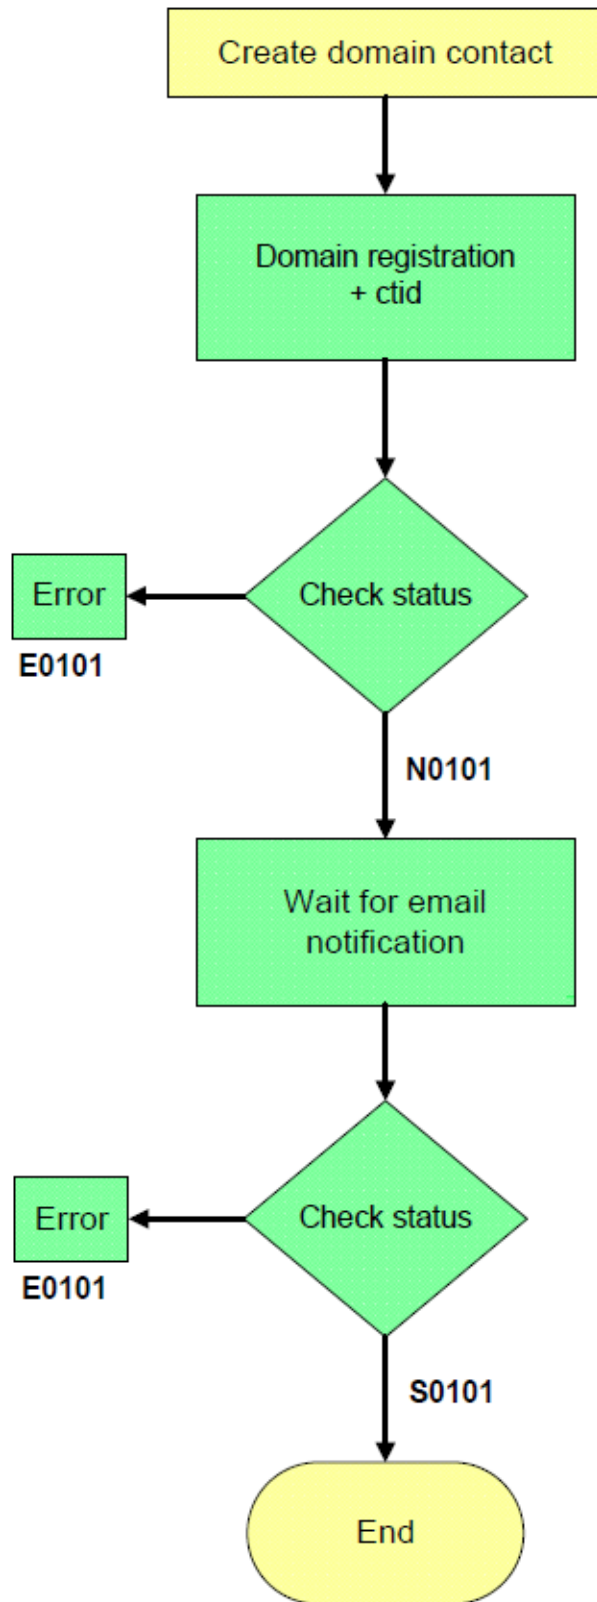 Create domain contact
Domain registration
+ ctid
Check status
Error
E0101
N0101
Wait for email
notification
Check status
Error
E0101
S0101
End